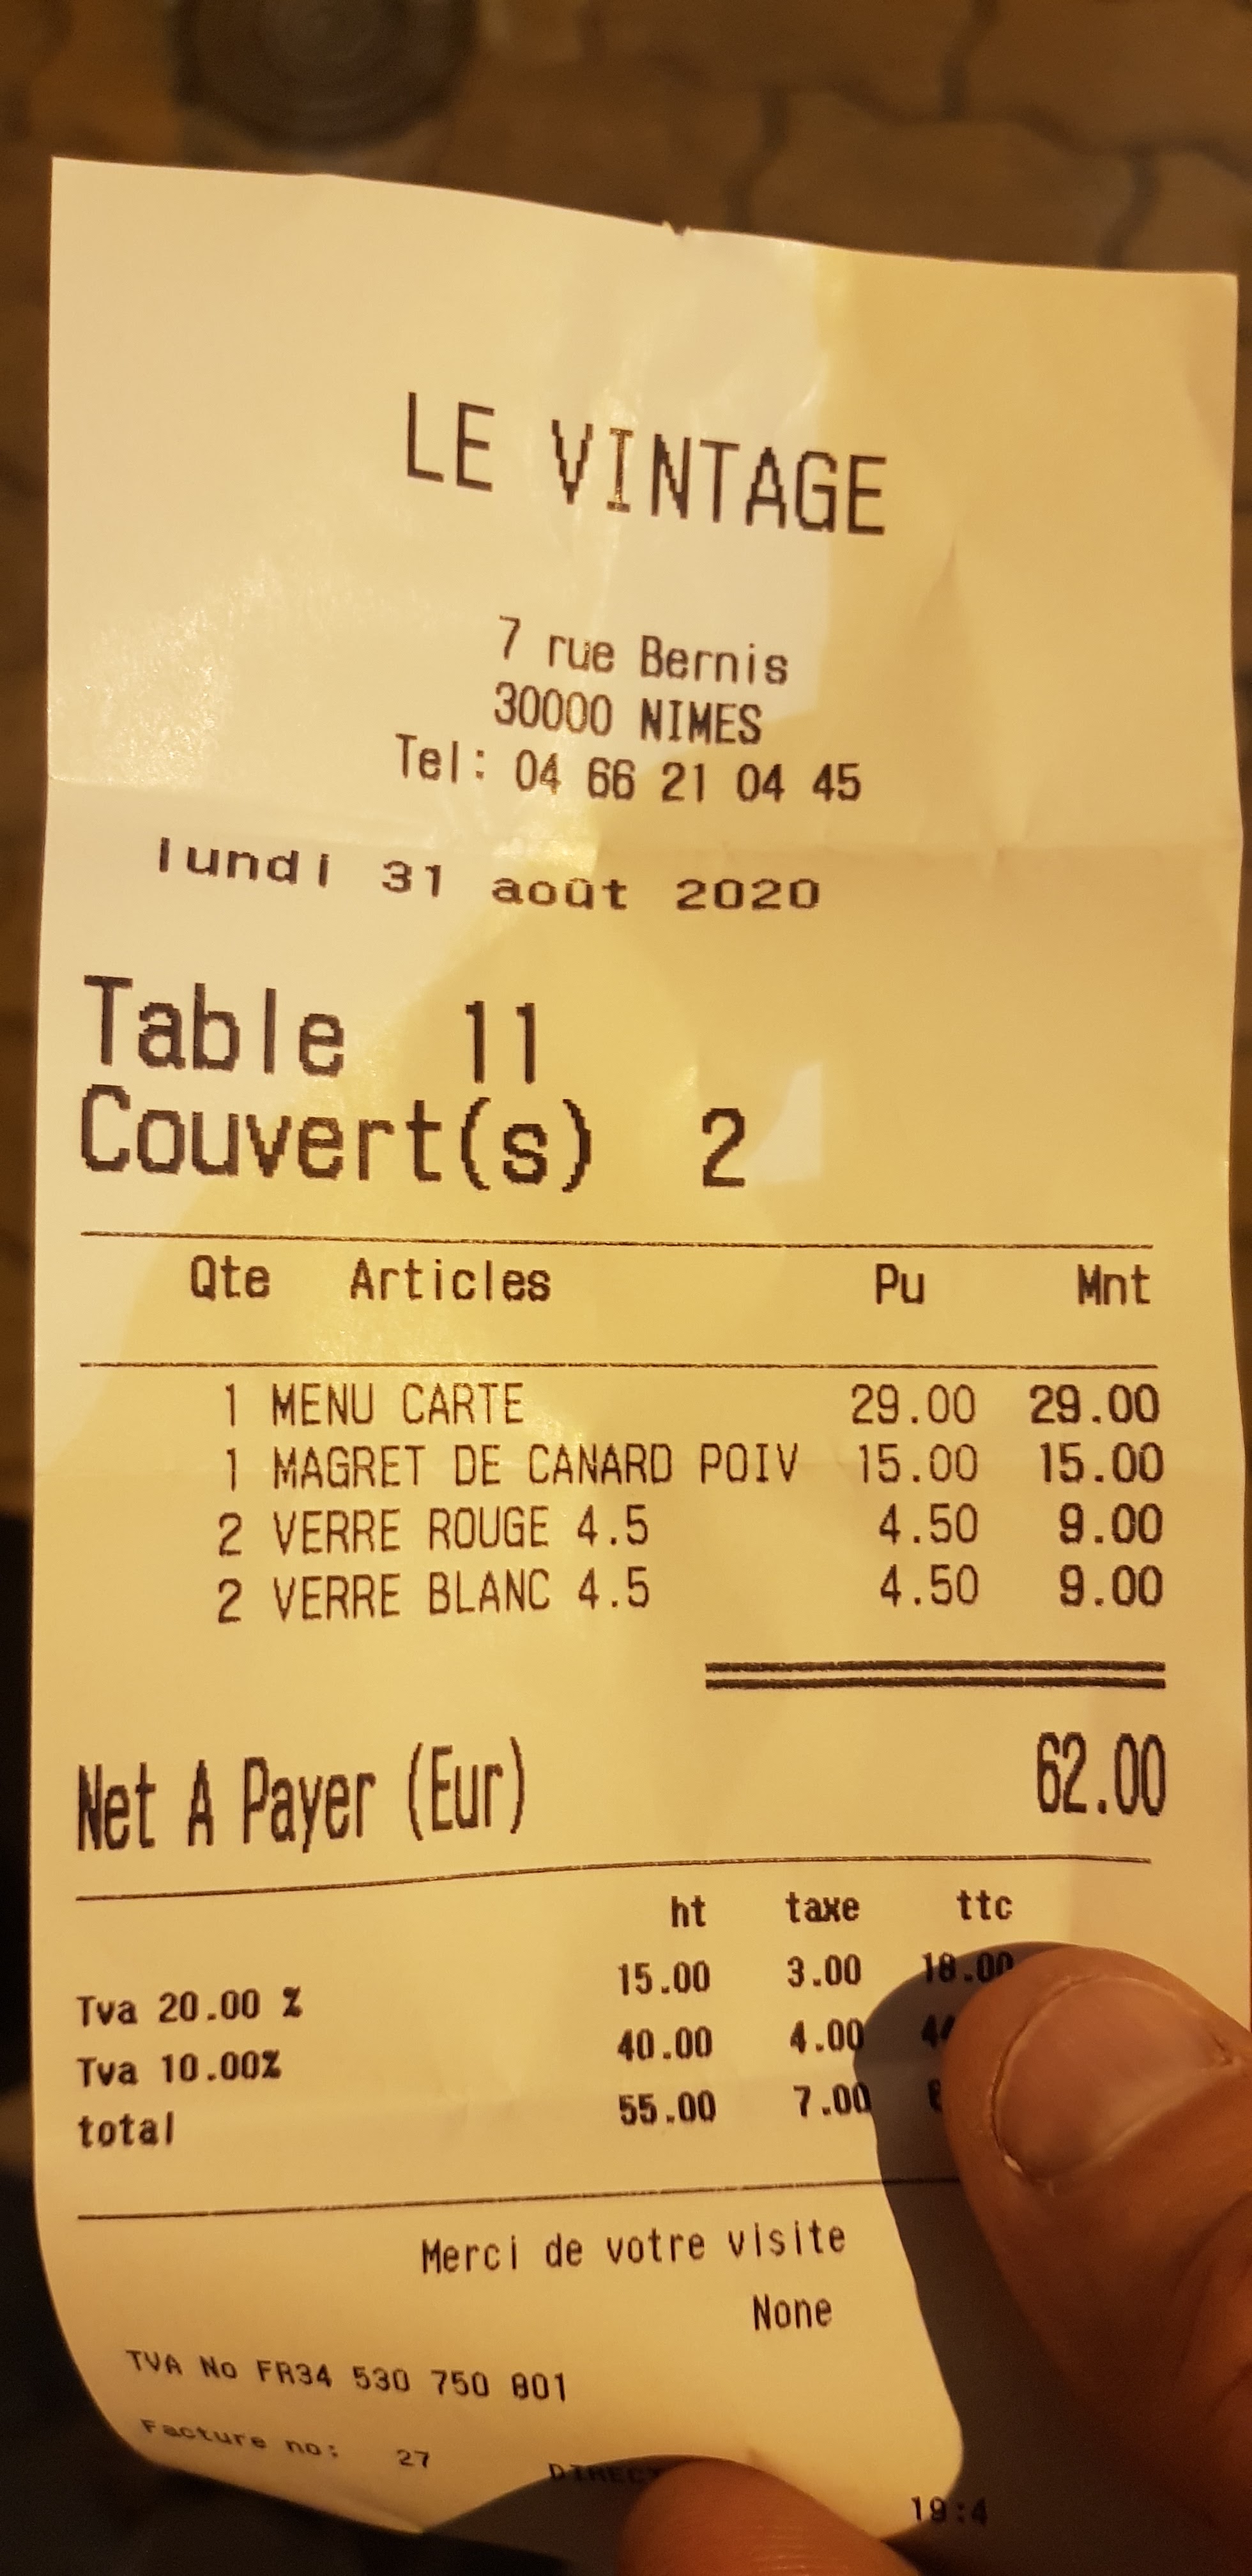 LE VINTAGE
7 rue Bernis
30000 NIMES
Tel: 04 66 21 04 45
lundi 31 août 2020
Table 11
Couvert(s) 2
Qte Articles Pu Mnt
1 MENU CARTE 29.00 29.00
1 MAGRET DE CANARD POIV 15.00 15.00
2 VERRE ROUGE 4.5 4.50 9.00
2 VERRE BLANC 4.5 4.50 9.00
Net A Payer (Eur) 62.00
ht taxe ttc
Tva 20.00 % 15.00 3.00 18.00
Tva 10.00% 40.00 4.00
total 55.00 7.00
Merci de votre visite
None
TVA No FR34 530 750 801
Facture no: 27